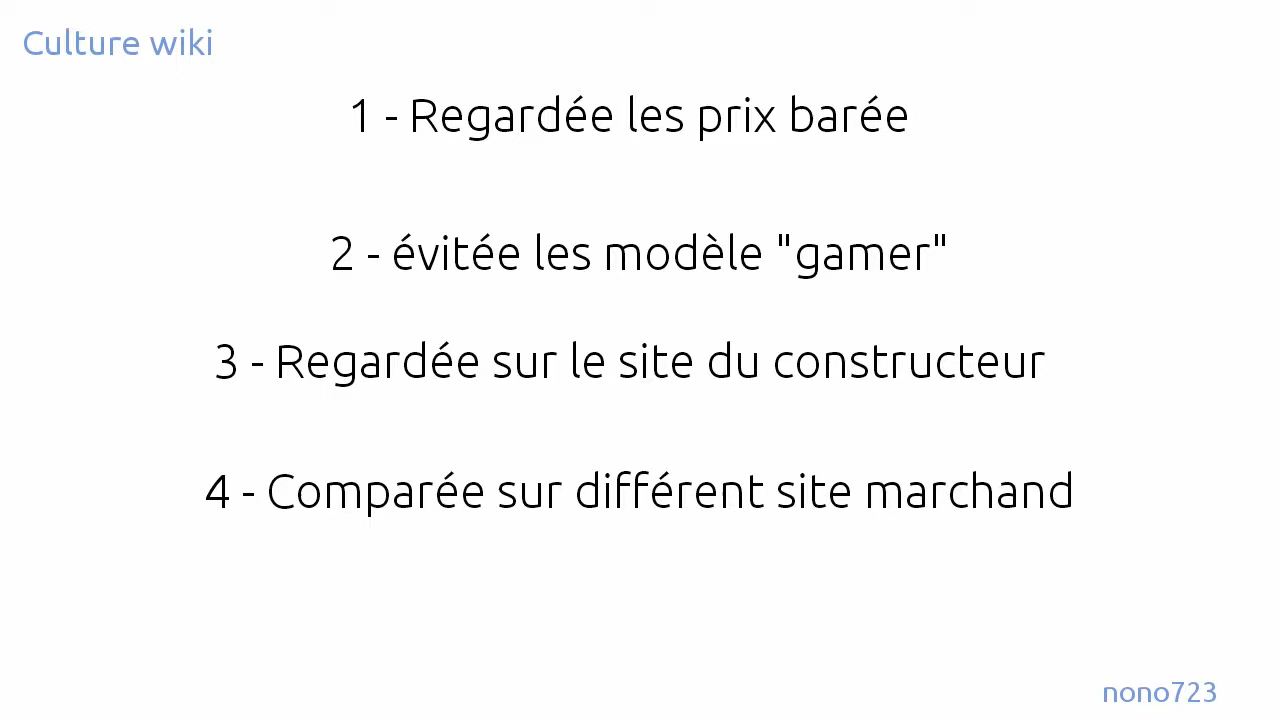 Culture wiki
1 - Regardée les prix barée
2 - évitée les modèle "gamer"
3 - Regardée sur le site du constructeur
4 - Comparée sur différent site marchand
nono723